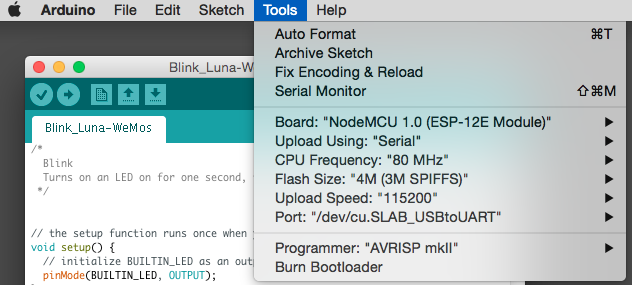 Arduino File Edit Sketch Tools Help
Auto Format ⌘T
Archive Sketch
Fix Encoding & Reload
Serial Monitor ⇧⌘M
Board: "NodeMCU 1.0 (ESP-12E Module)"
Upload Using: "Serial"
CPU Frequency: "80 MHz"
Flash Size: "4M (3M SPIFFS)"
Upload Speed: "115200"
Port: "/dev/cu.SLAB_USBtoUART"
Programmer: "AVRISP mkII"
Burn Bootloader
Blink_Luna-W
Blink_Luna-WeMos
/*
Blink
Turns on an LED on for one second,
*/
// the setup function runs once when
void setup() {
// initialize BUILTIN_LED as an out
pinMode(BUILTIN_LED, OUTPUT);